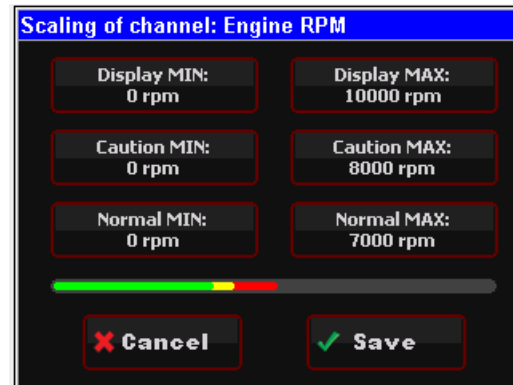 Scaling of channel: Engine RPM
Display MIN:
0 rpm
Display MAX:
10000 rpm
Caution MIN:
0 rpm
Caution MAX:
8000 rpm
Normal MIN:
0 rpm
Normal MAX:
7000 rpm
Cancel
Save